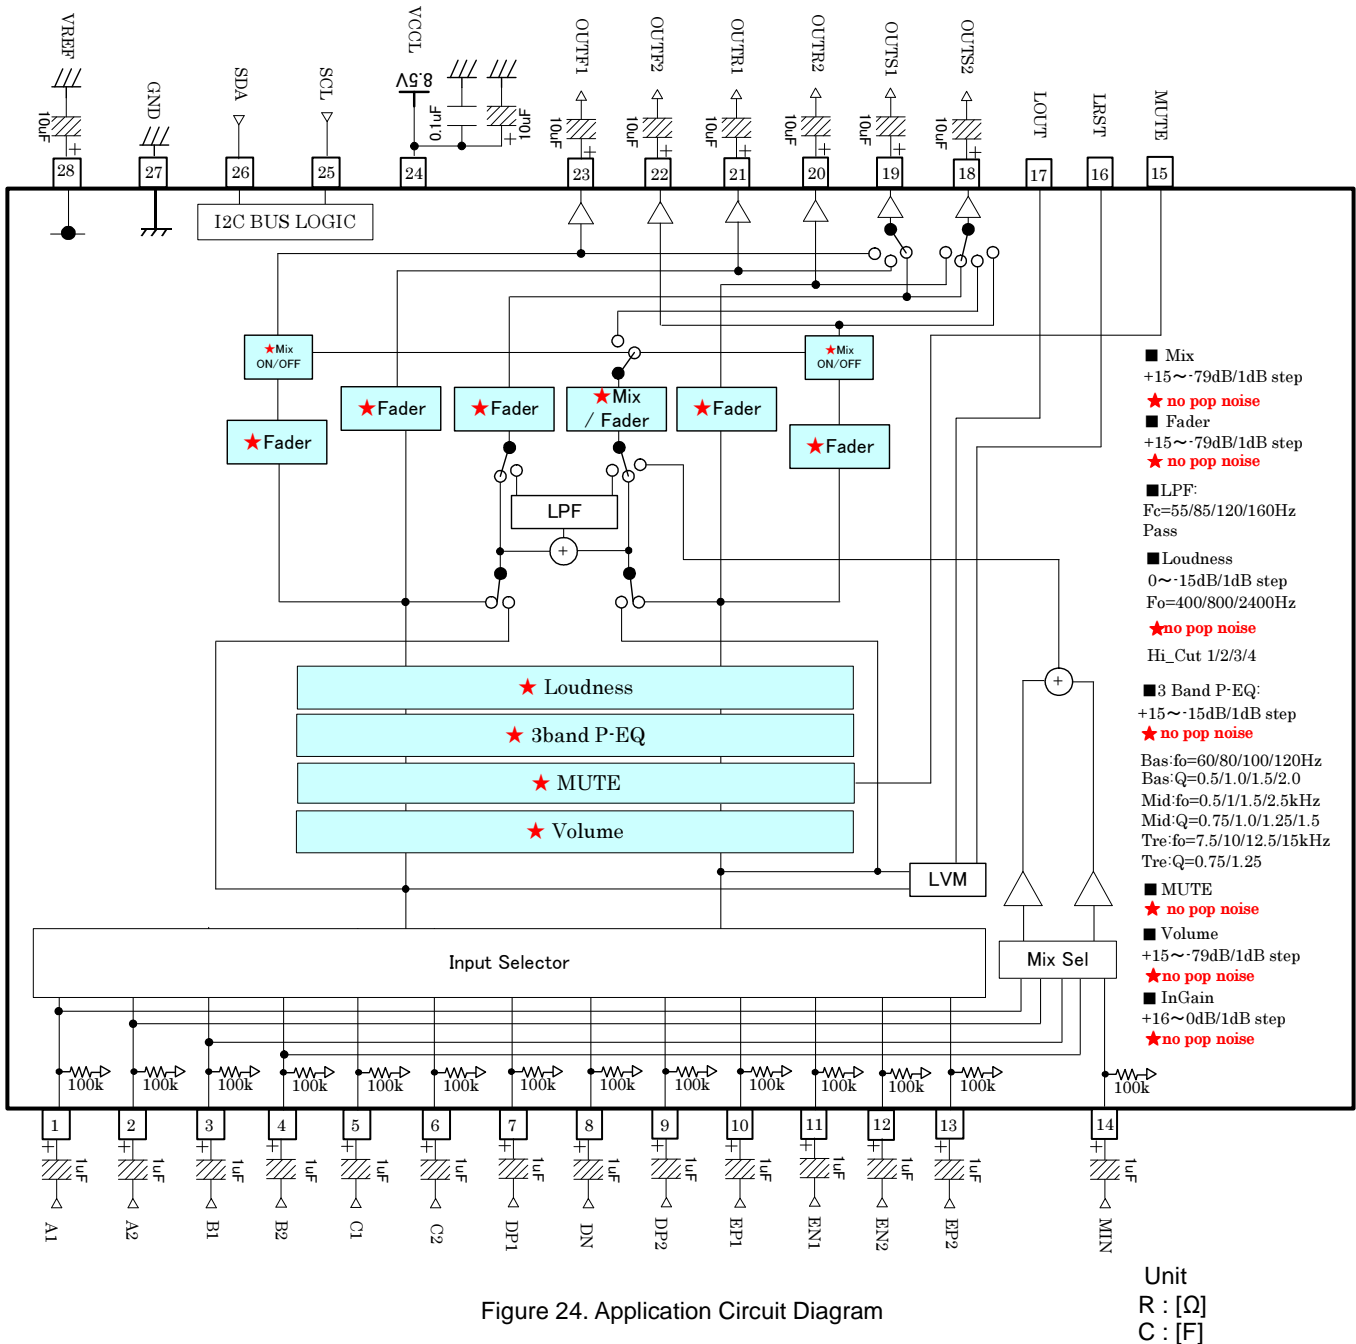 VREF
GND
SDA
SCL
VCCL
8.5V
OUTF1
OUTF2
OUTR1
OUTR2
OUTS1
OUTS2
LOUT
LRST
MUTE
10uF
+
0.1uF
10uF
+
10uF
+
10uF
+
10uF
+
10uF
+
10uF
+
10uF
+
28
27
26
25
24
23
22
21
20
19
18
17
16
15
I2C BUS LOGIC
★Mix
ON/OFF
★Mix
ON/OFF
★Fader
★Fader
★Fader
★Mix
/ Fader
★Fader
★Fader
LPF
+
★ Loudness
★ 3band P-EQ
★ MUTE
★ Volume
LVM
+
Input Selector
Mix Sel
■ Mix
+15～-79dB/1dB step
★ no pop noise
■ Fader
+15～-79dB/1dB step
★ no pop noise
■LPF:
Fc=55/85/120/160Hz
Pass
■Loudness
0～-15dB/1dB step
Fo=400/800/2400Hz
★no pop noise
Hi_Cut 1/2/3/4
■3 Band P-EQ:
+15～-15dB/1dB step
★ no pop noise
Bas:fo=60/80/100/120Hz
Bas:Q=0.5/1.0/1.5/2.0
Mid:fo=0.5/1/1.5/2.5kHz
Mid:Q=0.75/1.0/1.25/1.5
Tre:fo=7.5/10/12.5/15kHz
Tre:Q=0.75/1.25
■ MUTE
★ no pop noise
■ Volume
+15～-79dB/1dB step
★no pop noise
■ InGain
+16～0dB/1dB step
★no pop noise
100k
100k
100k
100k
100k
100k
100k
100k
100k
100k
100k
100k
100k
100k
1
2
3
4
5
6
7
8
9
10
11
12
13
14
+
1uF
+
1uF
+
1uF
+
1uF
+
1uF
+
1uF
+
1uF
+
1uF
+
1uF
+
1uF
+
1uF
+
1uF
+
1uF
+
1uF
A1
A2
B1
B2
C1
C2
DP1
DN
DP2
EP1
EN1
EN2
EP2
MIN
Unit
R : [Ω]
C : [F]
Figure 24. Application Circuit Diagram